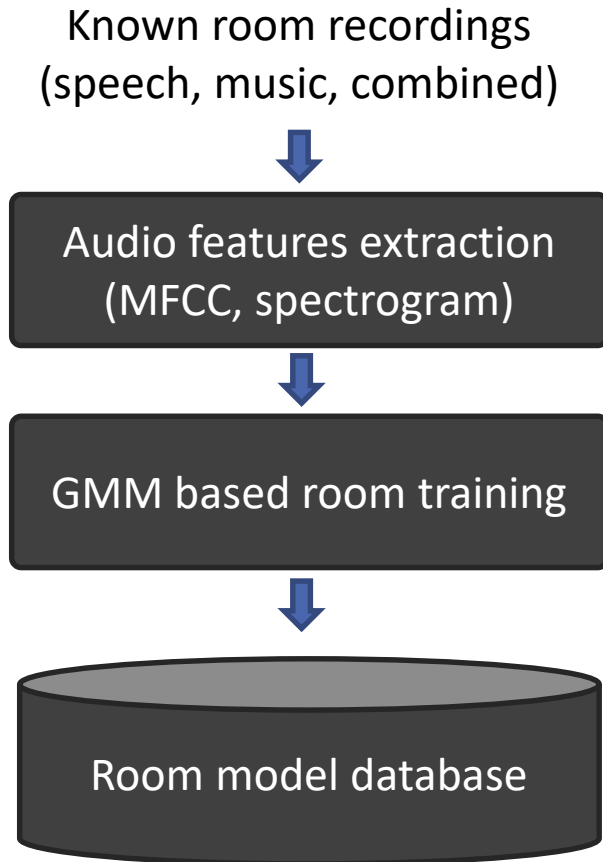 Known room recordings
(speech, music, combined)
Audio features extraction
(MFCC, spectrogram)
GMM based room training
Room model database